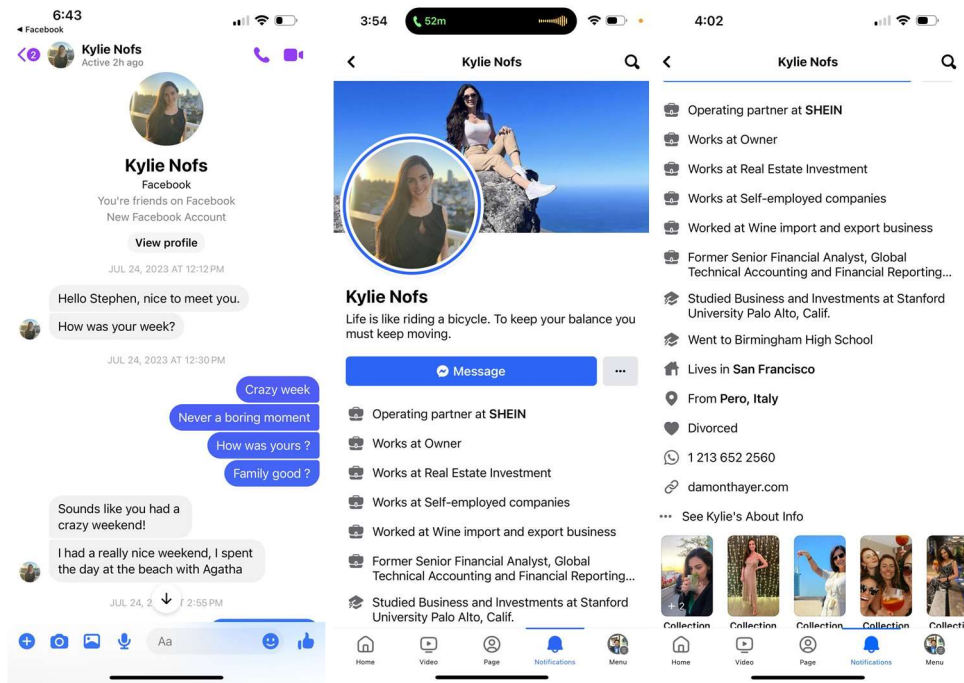 6:43
◄ Facebook
2
Kylie Nofs
Active 2h ago
Kylie Nofs
Facebook
You're friends on Facebook
New Facebook Account
View profile
JUL 24, 2023 AT 12:12 PM
Hello Stephen, nice to meet you.
How was your week?
JUL 24, 2023 AT 12:30 PM
Crazy week
Never a boring moment
How was yours ?
Family good ?
Sounds like you had a
crazy weekend!
I had a really nice weekend, I spent
the day at the beach with Agatha
JUL 24, 2 T 2:55 PM
Aa
3:54
52m
Kylie Nofs
Kylie Nofs
Life is like riding a bicycle. To keep your balance you
must keep moving.
Message
Operating partner at SHEIN
Works at Owner
Works at Real Estate Investment
Works at Self-employed companies
Worked at Wine import and export business
Former Senior Financial Analyst, Global
Technical Accounting and Financial Reporting...
Studied Business and Investments at Stanford
University Palo Alto, Calif.
Home
Video
Page
Notifications
Menu
4:02
Kylie Nofs
Operating partner at SHEIN
Works at Owner
Works at Real Estate Investment
Works at Self-employed companies
Worked at Wine import and export business
Former Senior Financial Analyst, Global
Technical Accounting and Financial Reporting...
Studied Business and Investments at Stanford
University Palo Alto, Calif.
Went to Birmingham High School
Lives in San Francisco
From Pero, Italy
Divorced
1 213 652 2560
damonthayer.com
See Kylie's About Info
+2
Collection
Collection
Collection
Collection
Collecti
Home
Video
Page
Notifications
Menu